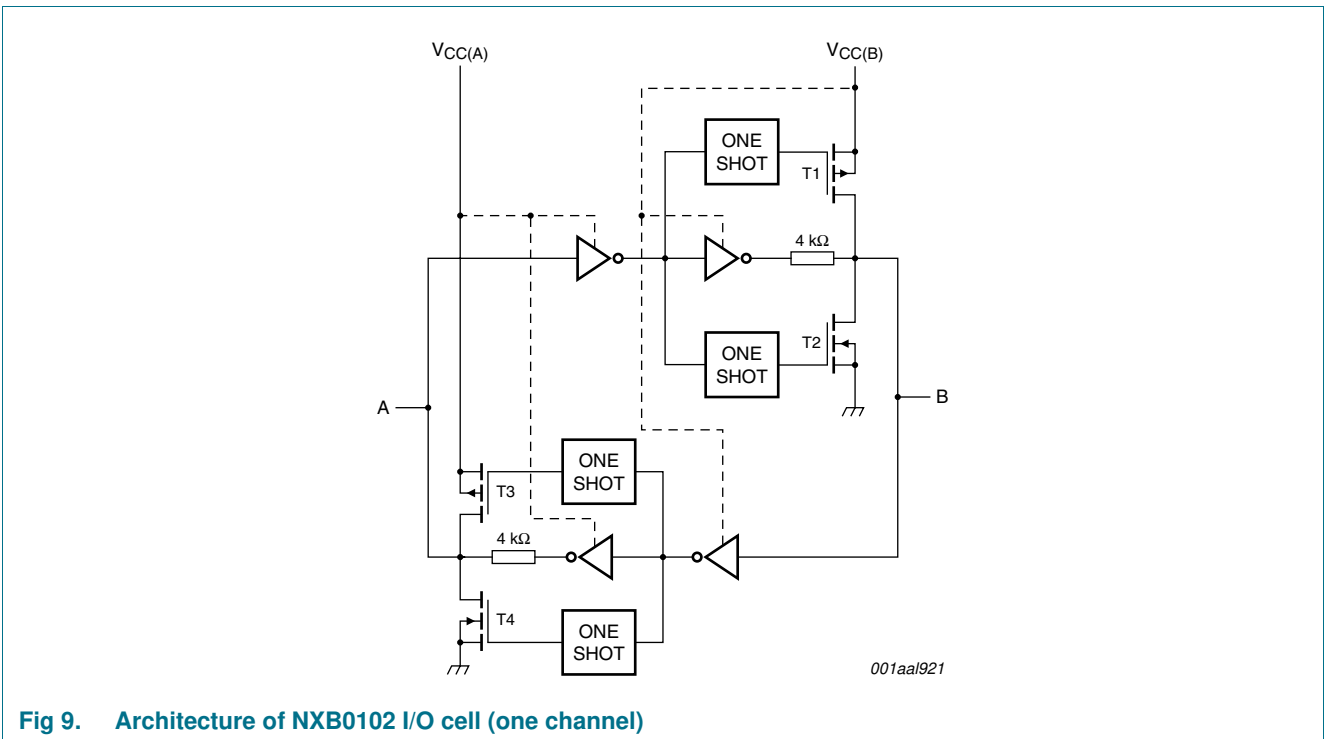 VCC(A)
VCC(B)
ONE
SHOT
T1
4 kΩ
ONE
SHOT
T2
A
B
ONE
SHOT
T3
4 kΩ
T4
ONE
SHOT
001aal921
Fig 9. Architecture of NXB0102 I/O cell (one channel)